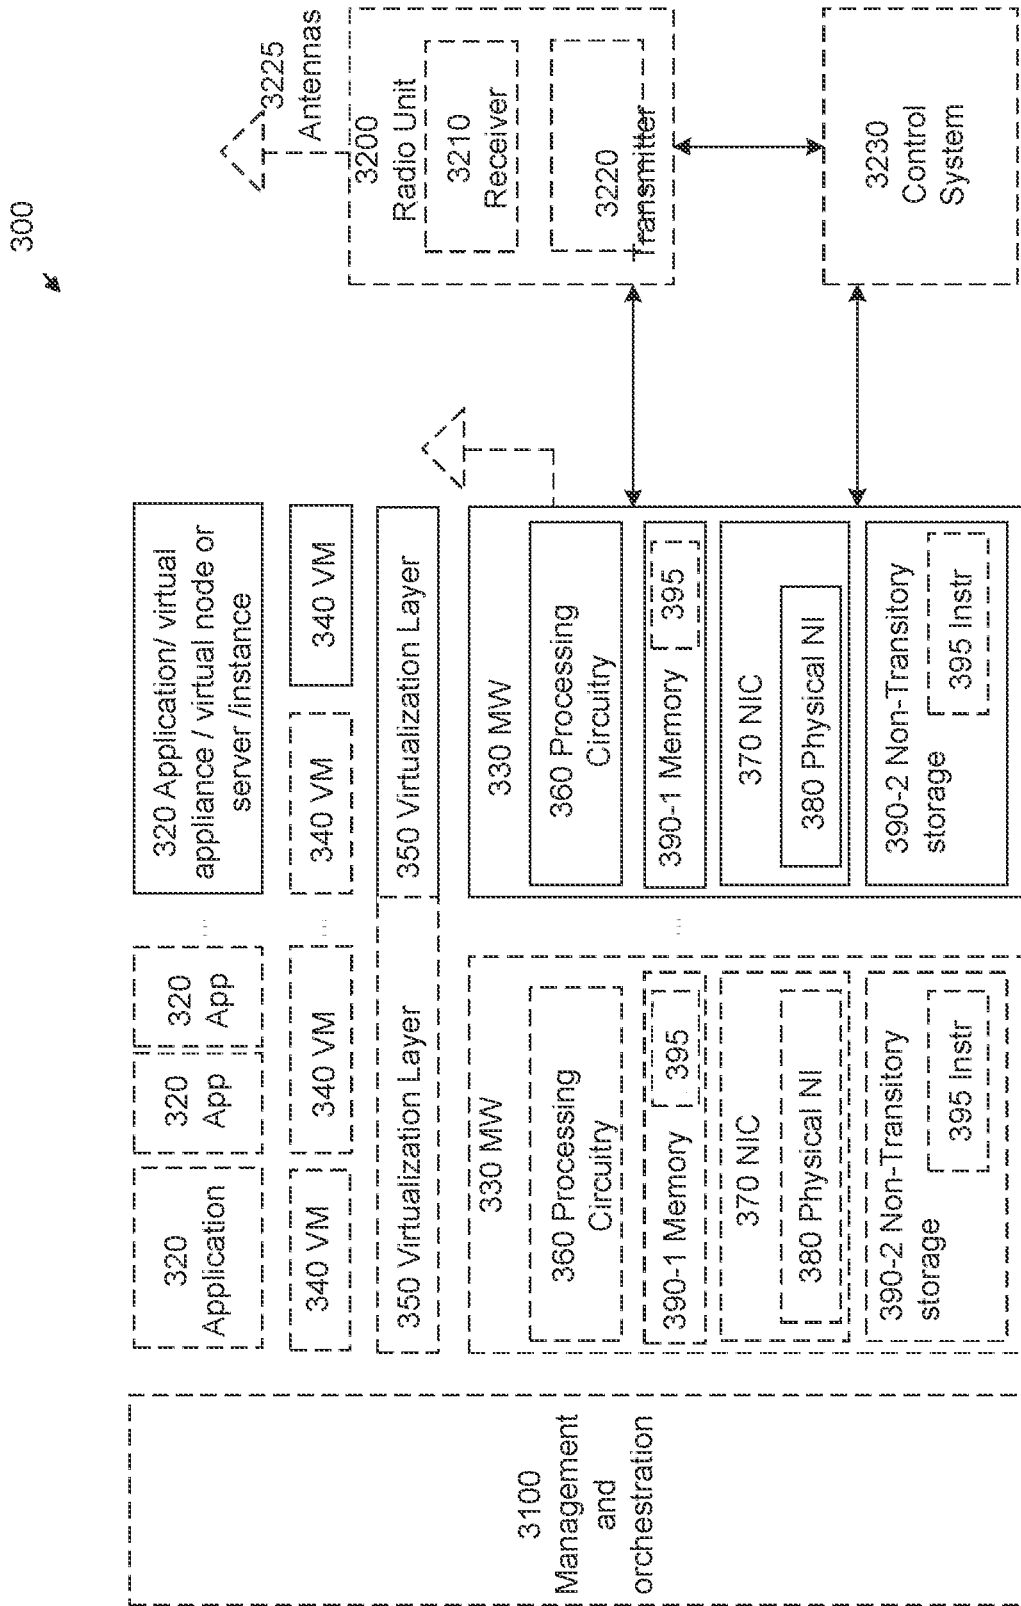 300
3100
Management
and
orchestration
320
Application
320
App
320
App
...
320 Application/ virtual
appliance / virtual node or
server /instance
340 VM
340 VM
...
340 VM
340 VM
350 Virtualization Layer
350 Virtualization Layer
330 MW
360 Processing
Circuitry
390-1 Memory
395
370 NIC
380 Physical NI
390-2 Non-Transitory
storage
395 Instr
...
330 MW
360 Processing
Circuitry
390-1 Memory
395
370 NIC
380 Physical NI
390-2 Non-Transitory
storage
395 Instr
3225
Antennas
3200
Radio Unit
3210
Receiver
3220
Transmitter
3230
Control
System